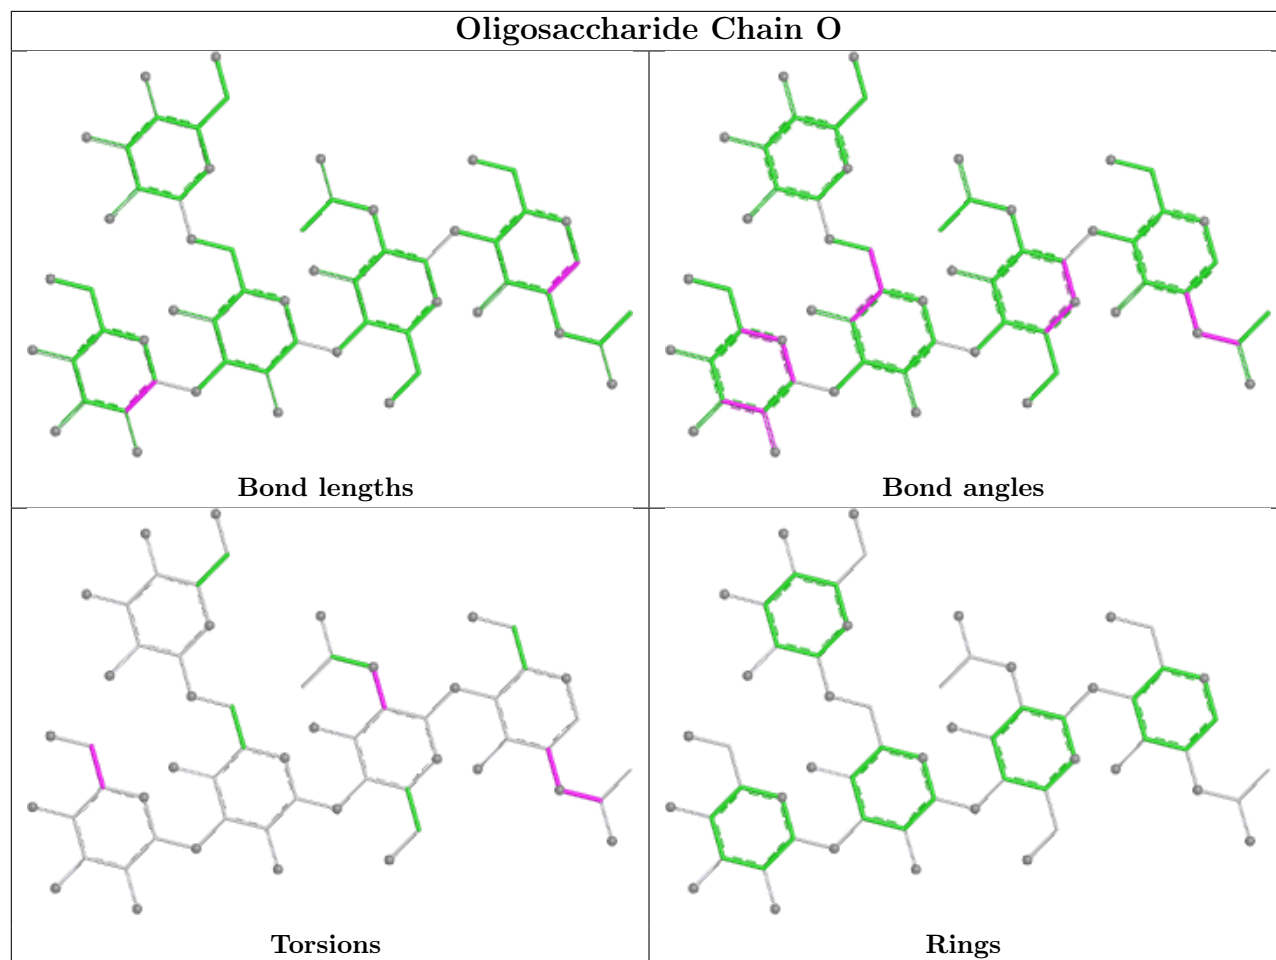 Oligosaccharide Chain O
Bond lengths
Bond angles
Torsions
Rings